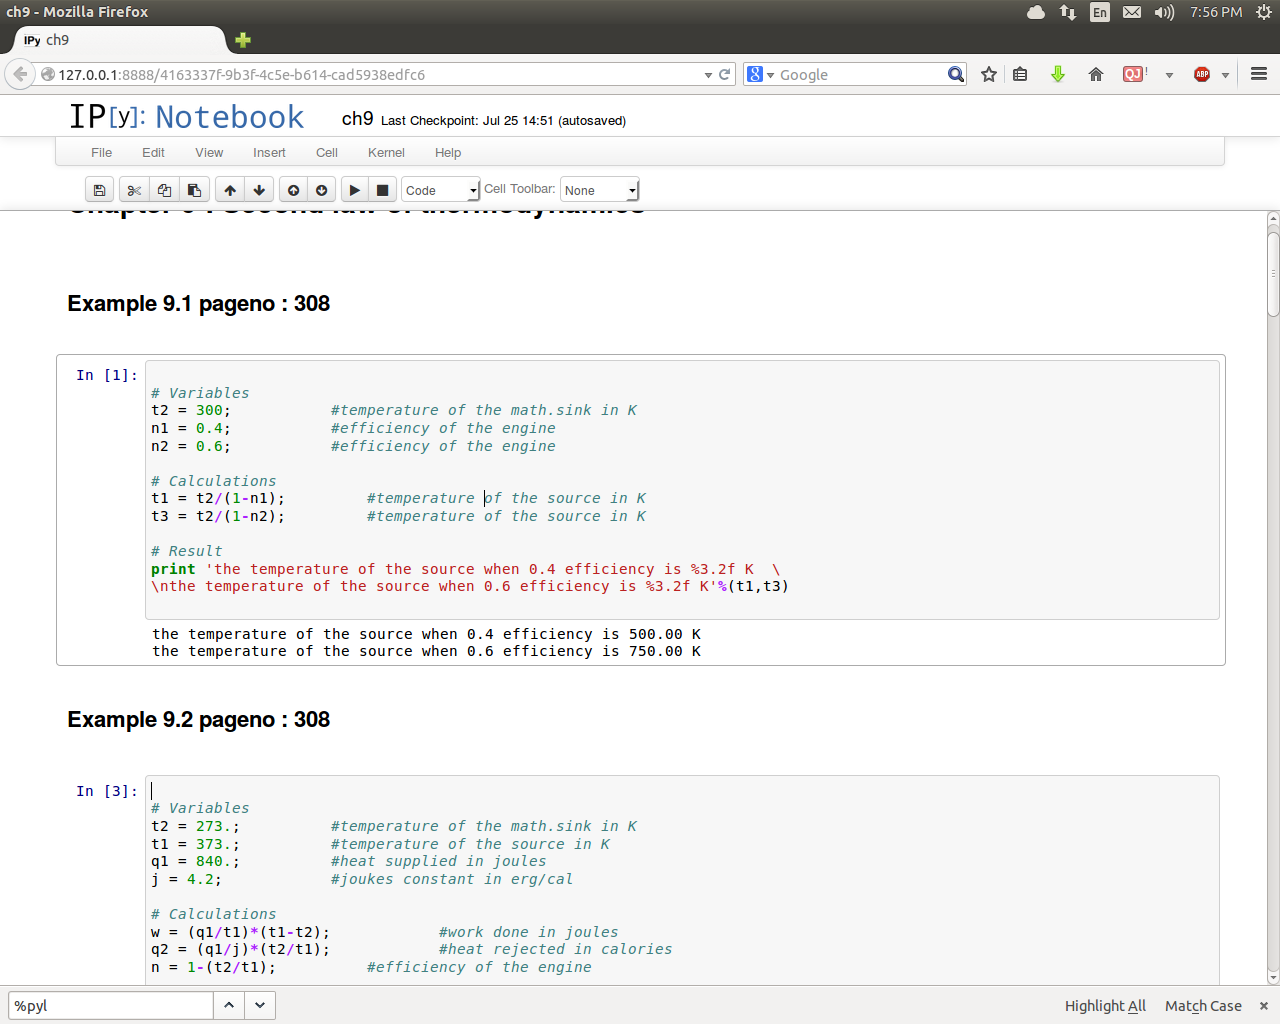 ch9 - Mozilla Firefox
En
7:56 PM
IPy ch9
127.0.0.1:8888/4163337f-9b3f-4c5e-b614-cad5938edfc6
8 Google
QJ !
ABP
IP[y]: Notebook
ch9 Last Checkpoint: Jul 25 14:51 (autosaved)
File Edit View Insert Cell Kernel Help
Code Cell Toolbar: None
Chapter 9 : Second law of thermodynamics
Example 9.1 pageno : 308
In [1]:
# Variables
t2 = 300;           #temperature of the math.sink in K
n1 = 0.4;           #efficiency of the engine
n2 = 0.6;           #efficiency of the engine
# Calculations
t1 = t2/(1-n1);         #temperature of the source in K
t3 = t2/(1-n2);         #temperature of the source in K
# Result
print 'the temperature of the source when 0.4 efficiency is %3.2f K  \
\nthe temperature of the source when 0.6 efficiency is %3.2f K'%(t1,t3)
the temperature of the source when 0.4 efficiency is 500.00 K
the temperature of the source when 0.6 efficiency is 750.00 K
Example 9.2 pageno : 308
In [3]:
# Variables
t2 = 273.;          #temperature of the math.sink in K
t1 = 373.;          #temperature of the source in K
q1 = 840.;          #heat supplied in joules
j = 4.2;            #joukes constant in erg/cal
# Calculations
w = (q1/t1)*(t1-t2);            #work done in joules
q2 = (q1/j)*(t2/t1);            #heat rejected in calories
n = 1-(t2/t1);          #efficiency of the engine
%pyl
Highlight All Match Case